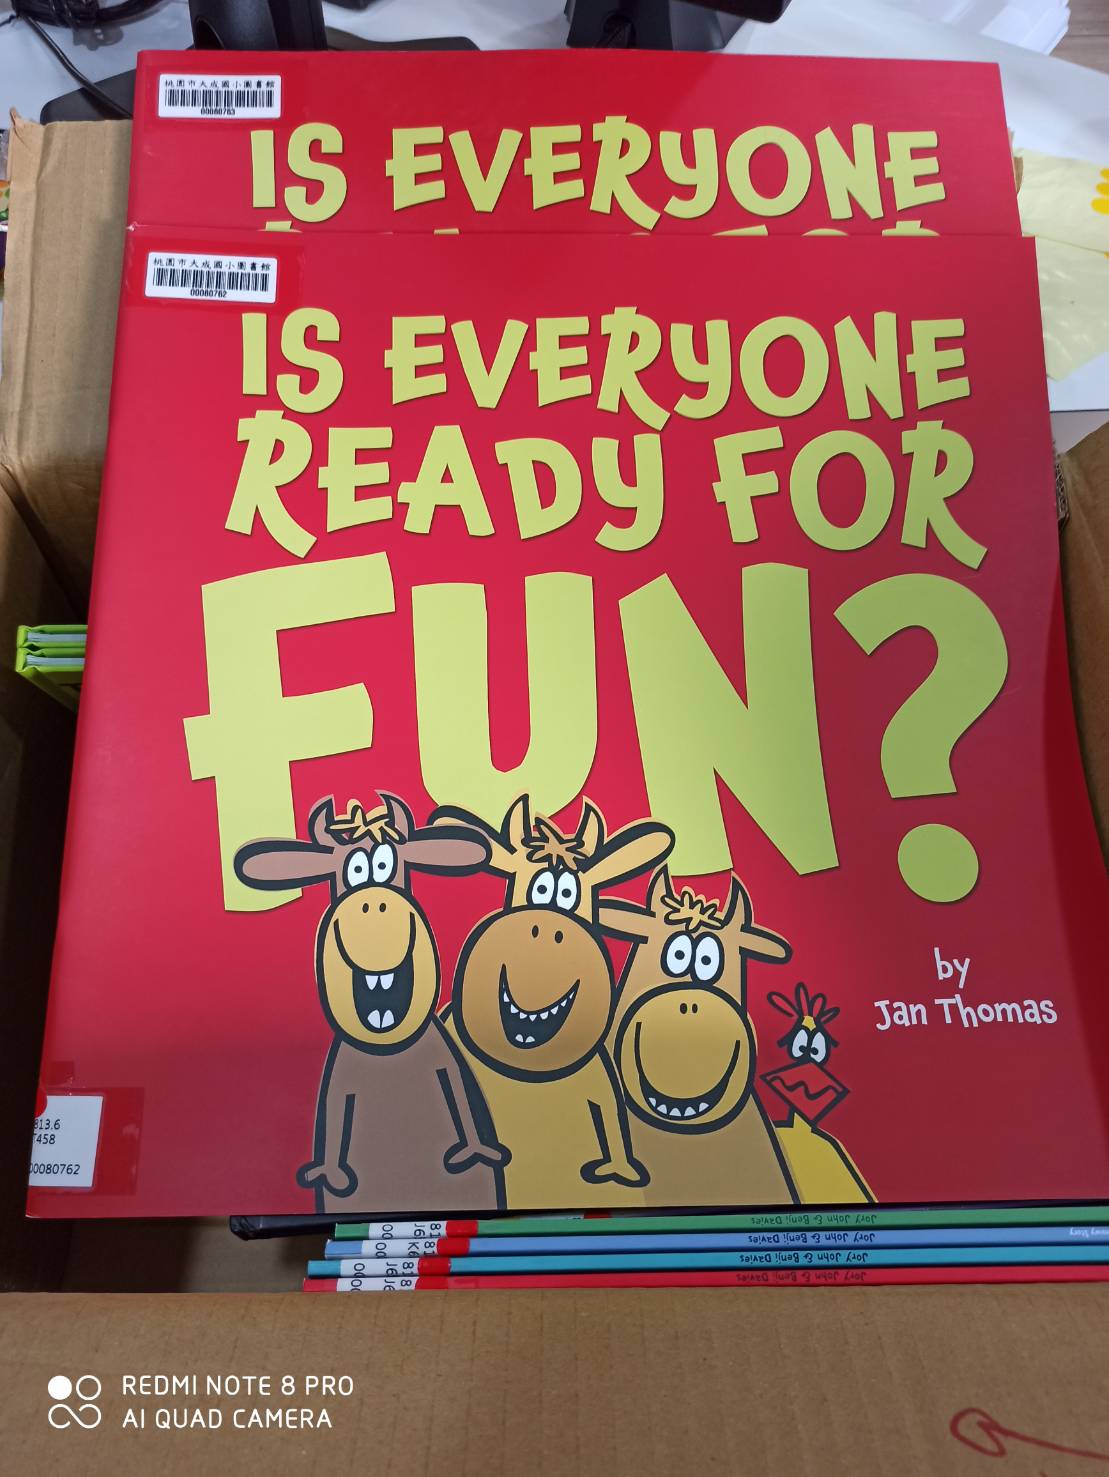 桃園市大成國小圖書館
00080763
IS EVERYONE
桃園市大成國小圖書館
00080762
IS EVERYONE
READY FOR
FUN?
by
Jan Thomas
813.6
T458
00080762
Jory John & Benji Davies
Jory John & Benji Davies
Jory John & Benji Davies
Jory John & Benji Davies
REDMI NOTE 8 PRO
AI QUAD CAMERA